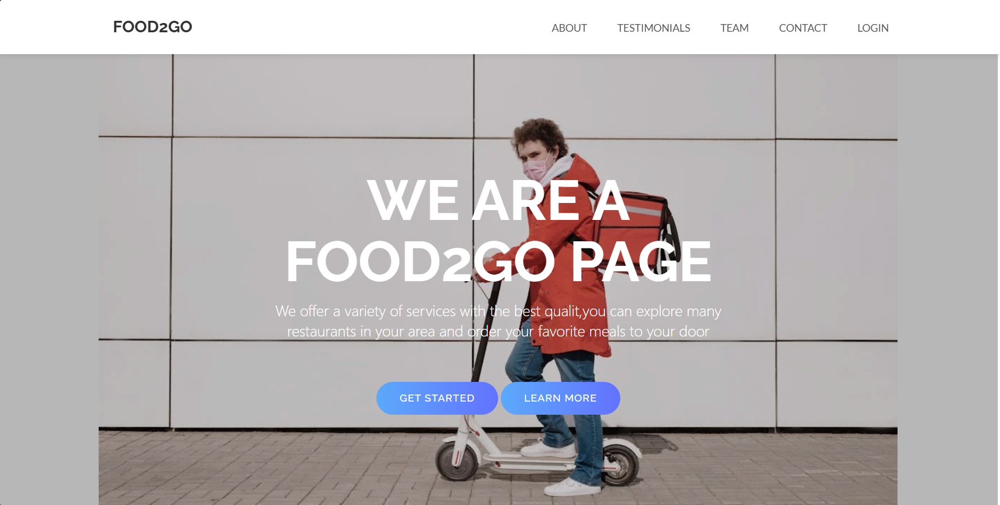 FOOD2GO
ABOUT TESTIMONIALS TEAM CONTACT LOGIN
WE ARE A
FOOD2GO PAGE
We offer a variety of services with the best qualit,you can explore many
restaurants in your area and order your favorite meals to your door
GET STARTED LEARN MORE